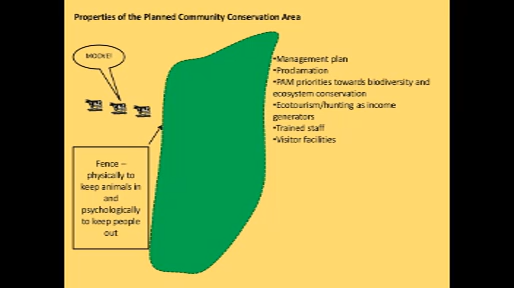 Properties of the Planned Community Conservation Area
MOOVE!
•Management plan
•Proclamation
•PAM priorities towards biodiversity and
ecosystem conservation
•Ecotourism/hunting as income
generators
•Trained staff
•Visitor facilities
Fence –
physically to
keep animals in
and
psychologically
to keep people
out